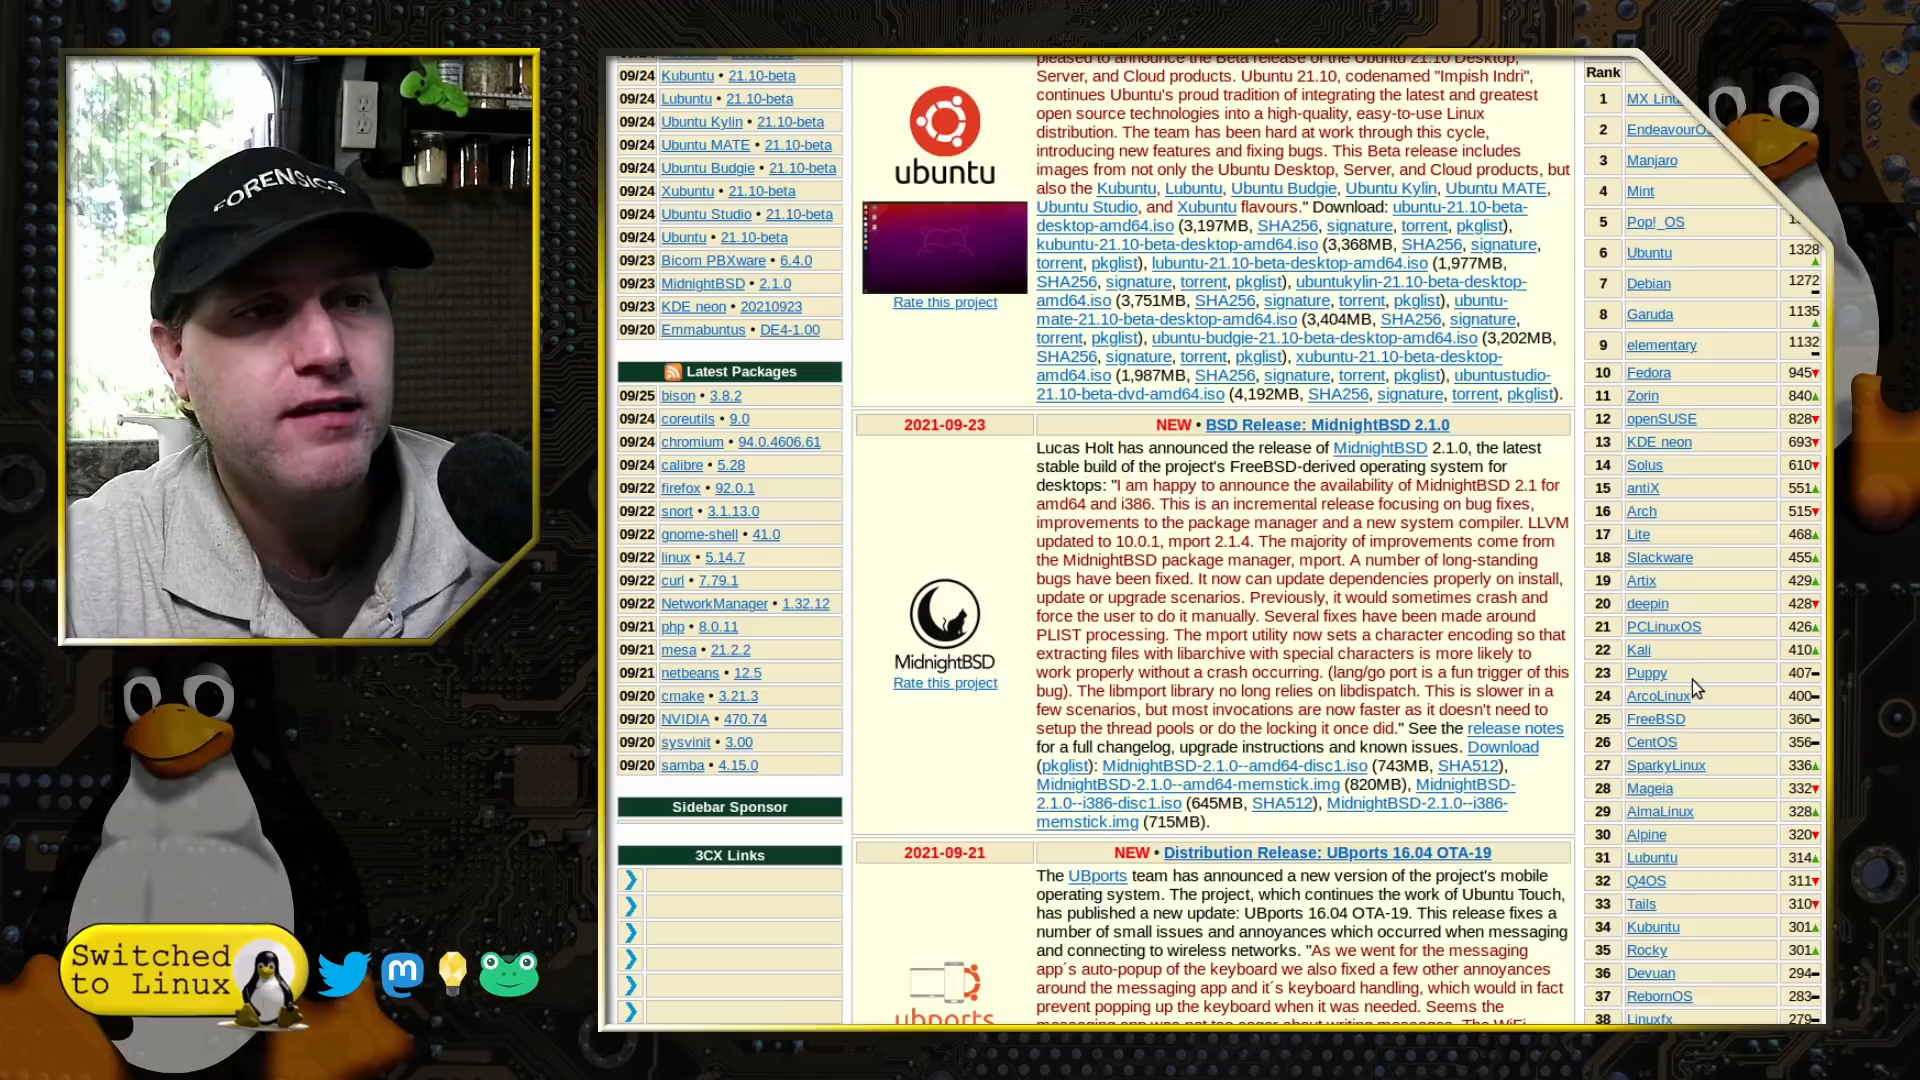 FORENSICS
Switched
to Linux
09/24 Kubuntu • 21.10-beta
09/24 Lubuntu • 21.10-beta
09/24 Ubuntu Kylin • 21.10-beta
09/24 Ubuntu MATE • 21.10-beta
09/24 Ubuntu Budgie • 21.10-beta
09/24 Xubuntu • 21.10-beta
09/24 Ubuntu Studio • 21.10-beta
09/24 Ubuntu • 21.10-beta
09/23 Bicom PBXware • 6.4.0
09/23 MidnightBSD • 2.1.0
09/23 KDE neon • 20210923
09/20 Emmabuntus • DE4-1.00
Latest Packages
09/25 bison • 3.8.2
09/24 coreutils • 9.0
09/24 chromium • 94.0.4606.61
09/24 calibre • 5.28
09/22 firefox • 92.0.1
09/22 snort • 3.1.13.0
09/22 gnome-shell • 41.0
09/22 linux • 5.14.7
09/22 curl • 7.79.1
09/22 NetworkManager • 1.32.12
09/21 php • 8.0.11
09/21 mesa • 21.2.2
09/21 netbeans • 12.5
09/20 cmake • 3.21.3
09/20 NVIDIA • 470.74
09/20 sysvinit • 3.00
09/20 samba • 4.15.0
Sidebar Sponsor
3CX Links
ubuntu
Rate this project
pleased to announce the Beta release of the Ubuntu 21.10 Desktop,
Server, and Cloud products. Ubuntu 21.10, codenamed "Impish Indri",
continues Ubuntu's proud tradition of integrating the latest and greatest
open source technologies into a high-quality, easy-to-use Linux
distribution. The team has been hard at work through this cycle,
introducing new features and fixing bugs. This Beta release includes
images from not only the Ubuntu Desktop, Server, and Cloud products, but
also the Kubuntu, Lubuntu, Ubuntu Budgie, Ubuntu Kylin, Ubuntu MATE,
Ubuntu Studio, and Xubuntu flavours." Download: ubuntu-21.10-beta-
desktop-amd64.iso (3,197MB, SHA256, signature, torrent, pkglist),
kubuntu-21.10-beta-desktop-amd64.iso (3,368MB, SHA256, signature,
torrent, pkglist), lubuntu-21.10-beta-desktop-amd64.iso (1,977MB,
SHA256, signature, torrent, pkglist), ubuntukylin-21.10-beta-desktop-
amd64.iso (3,751MB, SHA256, signature, torrent, pkglist), ubuntu-
mate-21.10-beta-desktop-amd64.iso (3,404MB, SHA256, signature,
torrent, pkglist), ubuntu-budgie-21.10-beta-desktop-amd64.iso (3,202MB,
SHA256, signature, torrent, pkglist), xubuntu-21.10-beta-desktop-
amd64.iso (1,987MB, SHA256, signature, torrent, pkglist), ubuntustudio-
21.10-beta-dvd-amd64.iso (4,192MB, SHA256, signature, torrent, pkglist).
2021-09-23 NEW • BSD Release: MidnightBSD 2.1.0
MidnightBSD
Rate this project
Lucas Holt has announced the release of MidnightBSD 2.1.0, the latest
stable build of the project's FreeBSD-derived operating system for
desktops: "I am happy to announce the availability of MidnightBSD 2.1 for
amd64 and i386. This is an incremental release focusing on bug fixes,
improvements to the package manager and a new system compiler. LLVM
updated to 10.0.1, mport 2.1.4. The majority of improvements come from
the MidnightBSD package manager, mport. A number of long-standing
bugs have been fixed. It now can update dependencies properly on install,
update or upgrade scenarios. Previously, it would sometimes crash and
force the user to do it manually. Several fixes have been made around
PLIST processing. The mport utility now sets a character encoding so that
extracting files with libarchive with special characters is more likely to
work properly without a crash occurring. (lang/go port is a fun trigger of this
bug). The libmport library no long relies on libdispatch. This is slower in a
few scenarios, but most invocations are now faster as it doesn't need to
setup the thread pools or do the locking it once did." See the release notes
for a full changelog, upgrade instructions and known issues. Download
(pkglist): MidnightBSD-2.1.0--amd64-disc1.iso (743MB, SHA512),
MidnightBSD-2.1.0--amd64-memstick.img (820MB), MidnightBSD-
2.1.0--i386-disc1.iso (645MB, SHA512), MidnightBSD-2.1.0--i386-
memstick.img (715MB).
2021-09-21 NEW • Distribution Release: UBports 16.04 OTA-19
ubports
The UBports team has announced a new version of the project's mobile
operating system. The project, which continues the work of Ubuntu Touch,
has published a new update: UBports 16.04 OTA-19. This release fixes a
number of small issues and annoyances which occurred when messaging
and connecting to wireless networks. "As we went for the messaging
app´s auto-popup of the keyboard we also fixed a few other annoyances
around the messaging app and it´s keyboard handling, which would in fact
prevent popping up the keyboard when it was needed. Seems the
Rank
1 MX Linu
2 EndeavourO
3 Manjaro
4 Mint
5 Pop!_OS
6 Ubuntu 1328
7 Debian 1272
8 Garuda 1135
9 elementary 1132
10 Fedora 945
11 Zorin 840
12 openSUSE 828
13 KDE neon 693
14 Solus 610
15 antiX 551
16 Arch 515
17 Lite 468
18 Slackware 455
19 Artix 429
20 deepin 428
21 PCLinuxOS 426
22 Kali 410
23 Puppy 407
24 ArcoLinux 400
25 FreeBSD 360
26 CentOS 356
27 SparkyLinux 336
28 Mageia 332
29 AlmaLinux 328
30 Alpine 320
31 Lubuntu 314
32 Q4OS 311
33 Tails 310
34 Kubuntu 301
35 Rocky 301
36 Devuan 294
37 RebornOS 283
38 Linuxfx 279